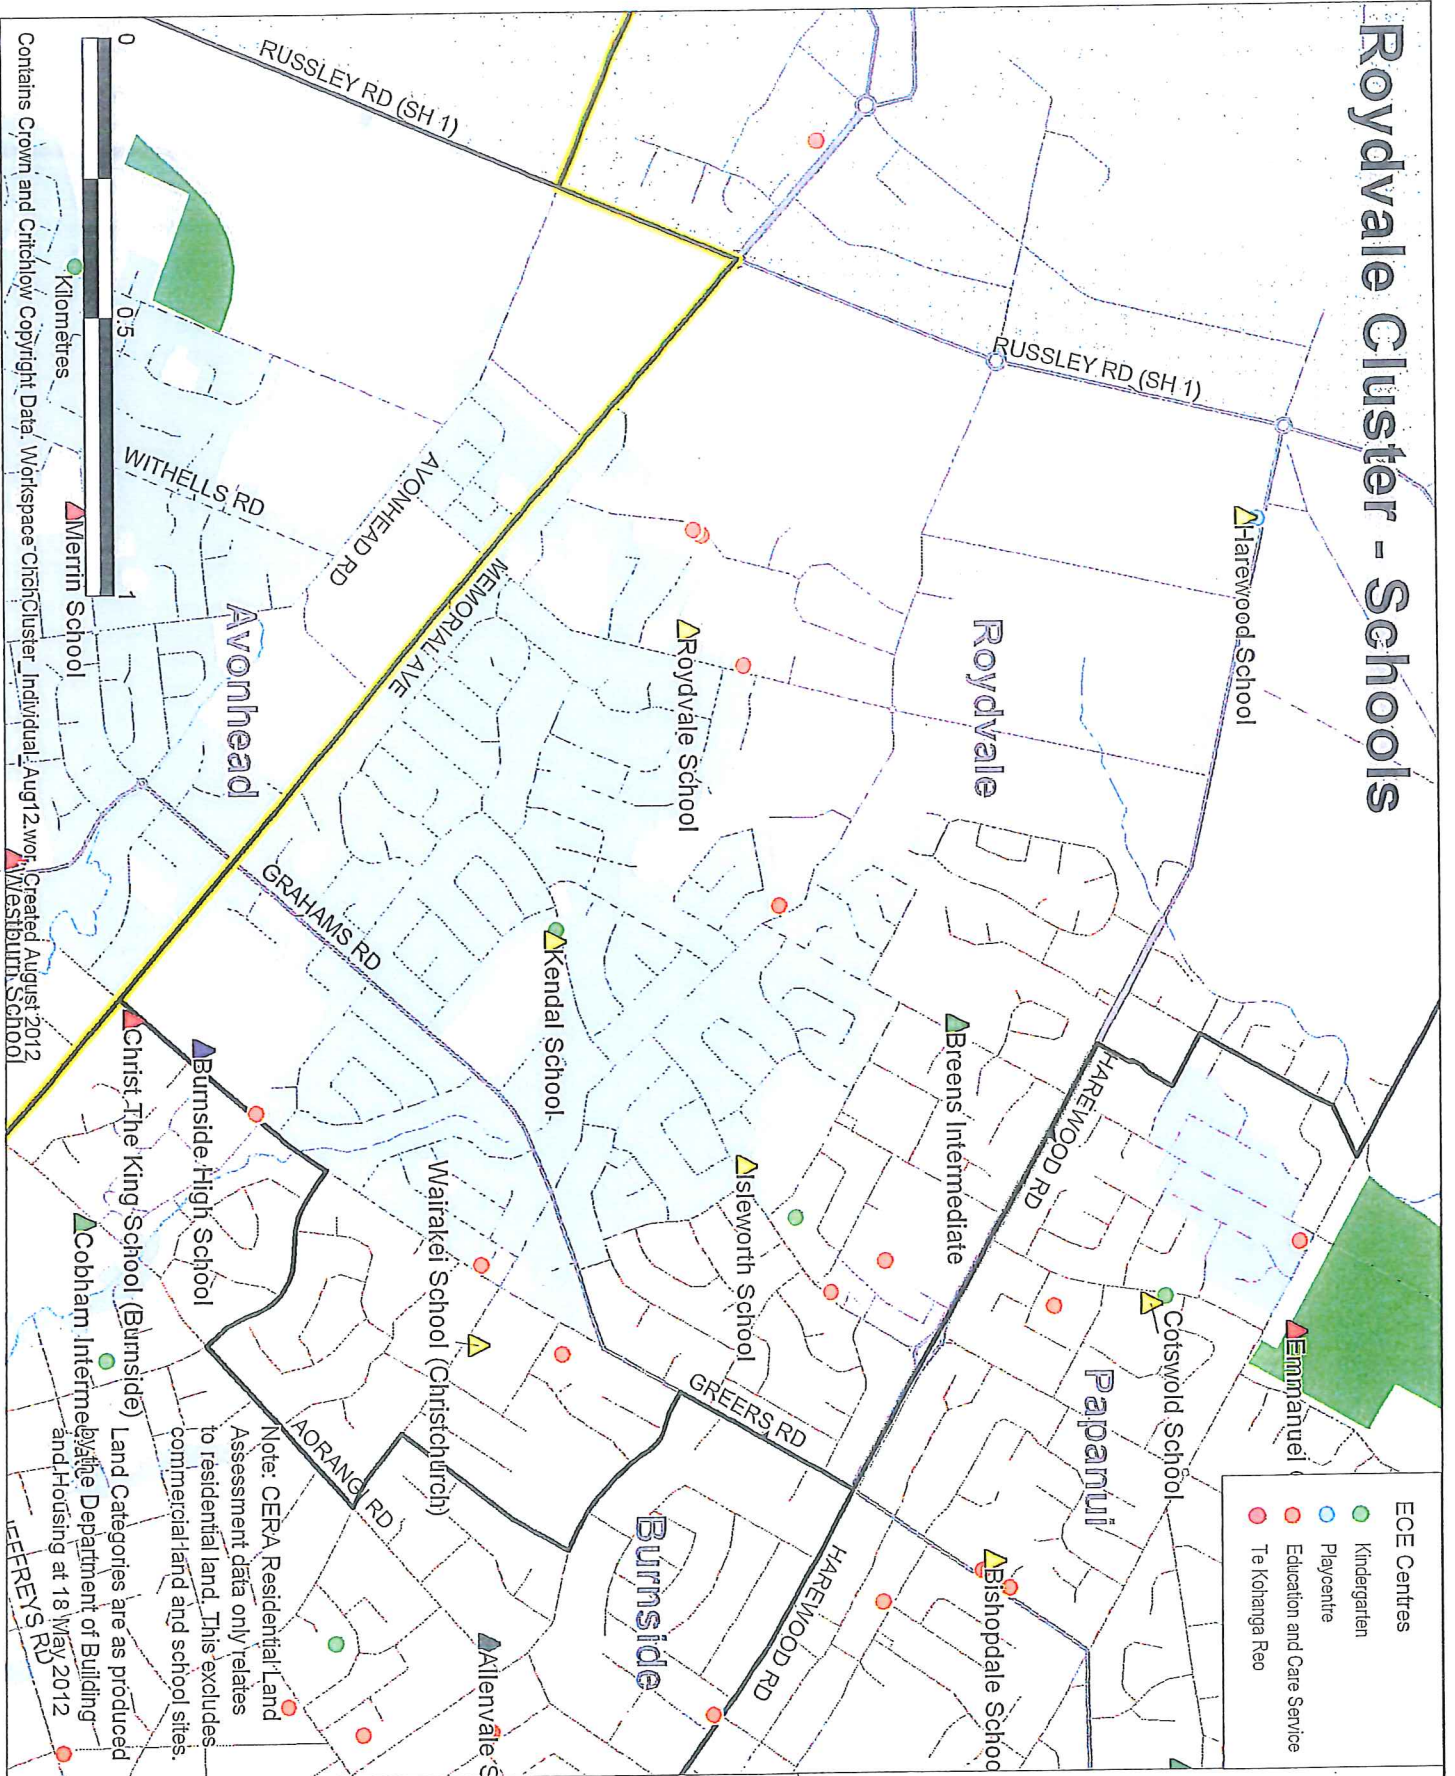 Roydvale Cluster - Schools
ECE Centres
Kindergarten
Playcentre
Education and Care Service
Te Kohanga Reo
Harewood School
RUSSLEY RD (SH 1)
RUSSLEY RD (SH 1)
Roydvale
HAREWOOD RD
Emmanuel
Cotswold School
Papanui
Breens Intermediate
Bishopdale Schoo
Roydvale School
Isleworth School
GREERS RD
HAREWOOD RD
Burnside
MEMORIAL AVE
Kendal School
Wairakei School (Christchurch)
Allenvale S
AVONHEAD RD
GRAHAMS RD
AORANGI RD
WITHELLS RD
Avonhead
Burnside High School
Christ The King School (Burnside)
Cobham Interme
Merrin School
Westburn School
JEFFREYS RD
Note: CERA Residential Land
Assessment data only relates
to residential land. This excludes
commercial land and school sites.
Land Categories are as produced
by the Department of Building
and Housing at 18 May 2012
0
0.5
1
Kilometres
Contains Crown and Critchlow Copyright Data. Workspace ChchCluster_Individual_Aug12.wor, Created August 2012